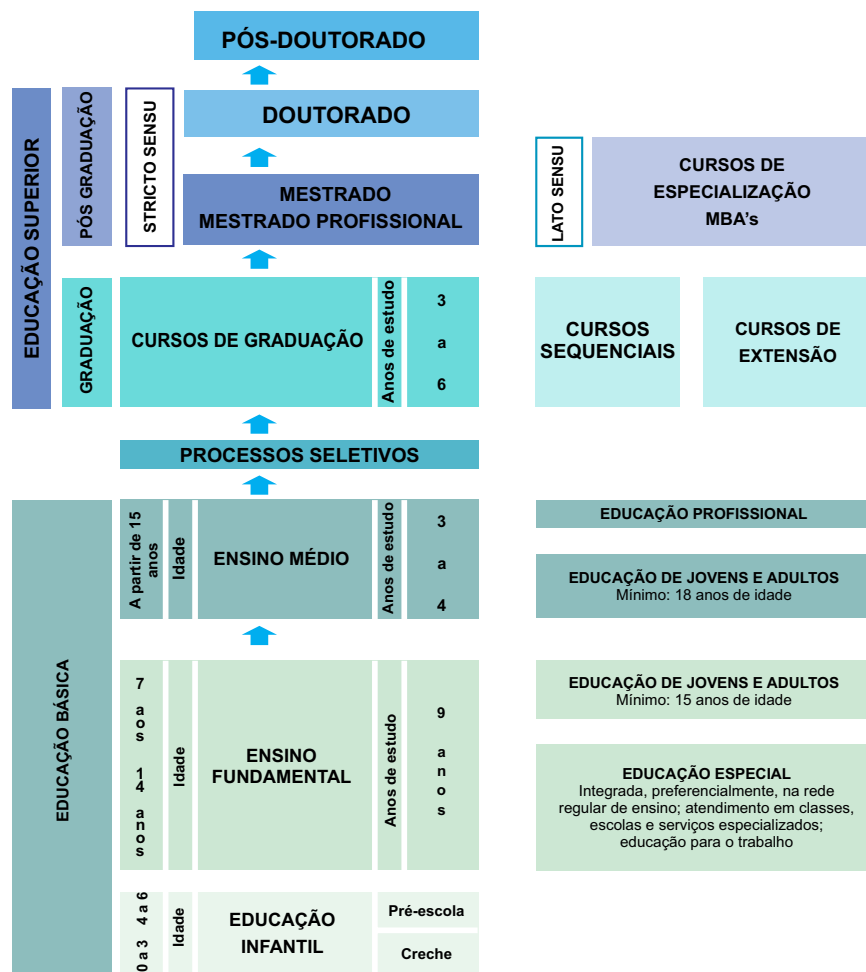 PÓS-DOUTORADO
EDUCAÇÃO SUPERIOR
PÓS GRADUAÇÃO
STRICTO SENSU
DOUTORADO
MESTRADO
MESTRADO PROFISSIONAL
LATO SENSU
CURSOS DE
ESPECIALIZAÇÃO
MBA's
GRADUAÇÃO
CURSOS DE GRADUAÇÃO
Anos de estudo
3
a
6
CURSOS
SEQUENCIAIS
CURSOS DE
EXTENSÃO
PROCESSOS SELETIVOS
EDUCAÇÃO BÁSICA
A partir de 15
anos
Idade
ENSINO MÉDIO
Anos de estudo
3
a
4
EDUCAÇÃO PROFISSIONAL
EDUCAÇÃO DE JOVENS E ADULTOS
Mínimo: 18 anos de idade
7 aos 14 anos
Idade
ENSINO
FUNDAMENTAL
Anos de estudo
9 anos
EDUCAÇÃO DE JOVENS E ADULTOS
Mínimo: 15 anos de idade
EDUCAÇÃO ESPECIAL
Integrada, preferencialmente, na rede
regular de ensino; atendimento em classes,
escolas e serviços especializados;
educação para o trabalho
0 a 3 4 a 6
Idade
EDUCAÇÃO
INFANTIL
Pré-escola
Creche